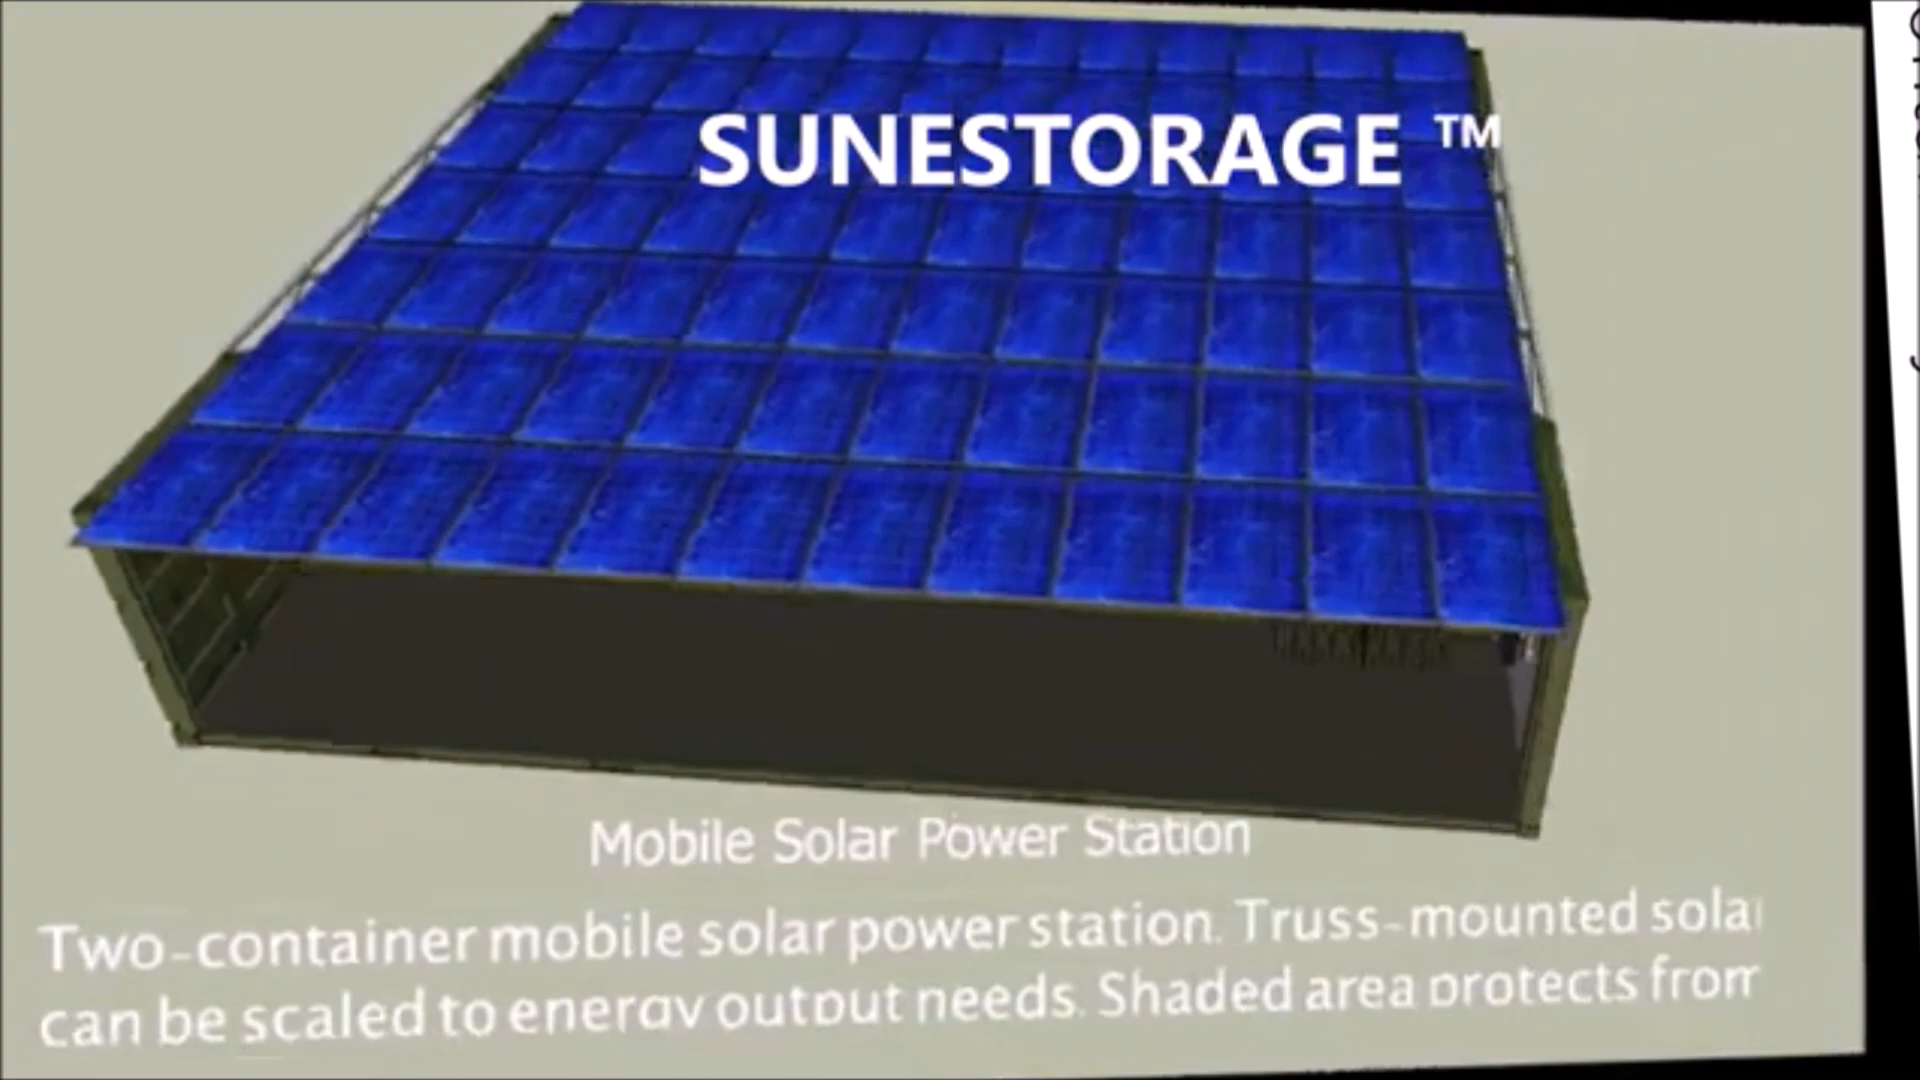 SUNESTORAGE ™
Mobile Solar Power Station
Two-container mobile solar power station. Truss-mounted
can be scaled to energy output needs. Shaded area protects from